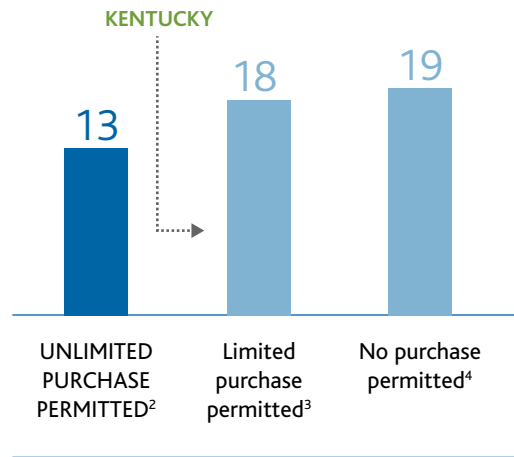 KENTUCKY
13
18
19
UNLIMITED
PURCHASE
PERMITTED²
Limited
purchase
permitted³
No purchase
permitted⁴